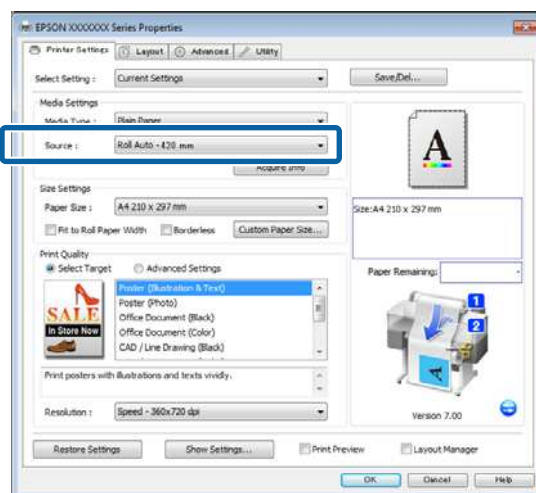 EPSON XXXXXXX Series Properties
Printer Settings Layout Advanced Utility
Select Setting : Current Settings Save/Del...
Media Settings
Media Type : Plain Paper
Source : Roll Auto - 420 mm
Acquire Info
A
Size Settings
Paper Size : A4 210 x 297 mm
Fit to Roll Paper Width Borderless Custom Paper Size...
Size:A4 210 x 297 mm
Print Quality
Select Target Advanced Settings
SALE
In Store Now
Poster (Illustration & Text)
Poster (Photo)
Office Document (Black)
Office Document (Color)
CAD / Line Drawing (Black)
Print posters with illustrations and texts vividly.
Resolution : Speed - 360x720 dpi
Paper Remaining: -
1
2
A
Version 7.00
Restore Settings Show Settings... Print Preview Layout Manager
OK Cancel Help